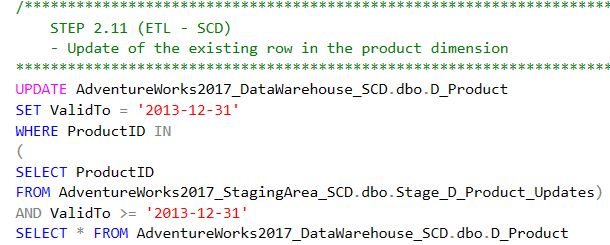 /**********************************************************************
STEP 2.11 (ETL - SCD)
- Update of the existing row in the product dimension
***********************************************************************
UPDATE AdventureWorks2017_DataWarehouse_SCD.dbo.D_Product
SET ValidTo = '2013-12-31'
WHERE ProductID IN
(
SELECT ProductID
FROM AdventureWorks2017_StagingArea_SCD.dbo.Stage_D_Product_Updates)
AND ValidTo >= '2013-12-31'
SELECT * FROM AdventureWorks2017_DataWarehouse_SCD.dbo.D_Product